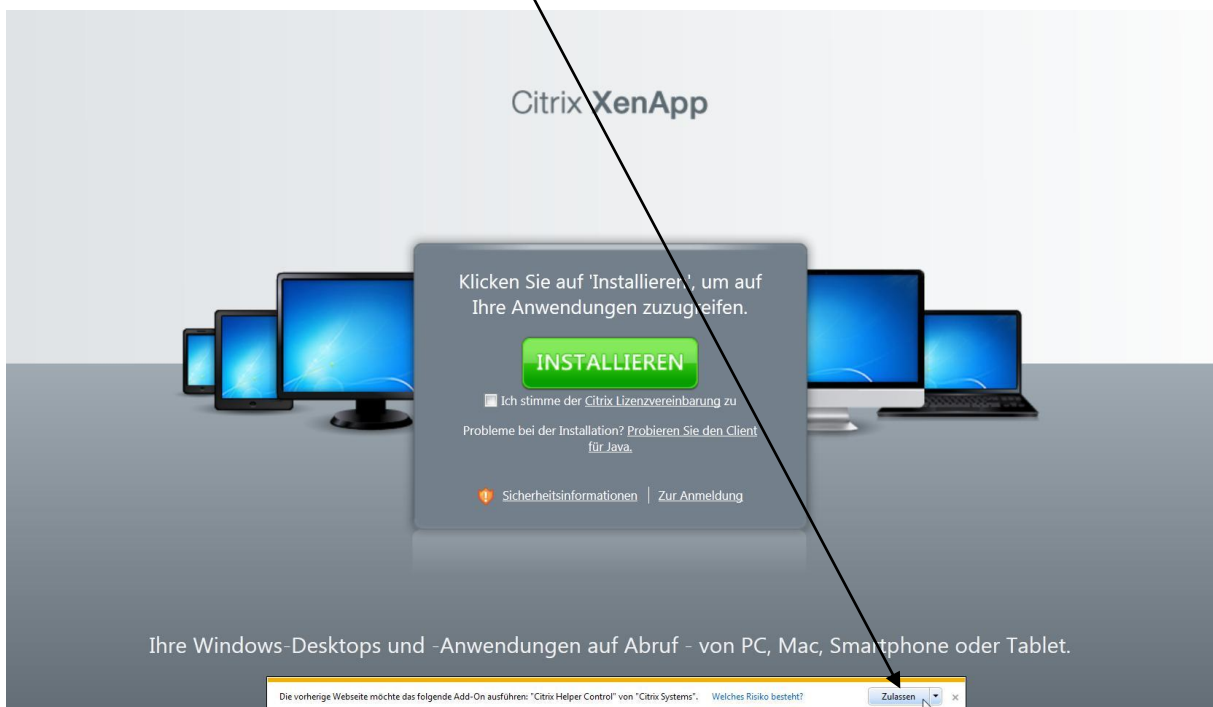 Citrix XenApp
Klicken Sie auf 'Installieren', um auf
Ihre Anwendungen zuzugreifen.
INSTALLIEREN
Ich stimme der Citrix Lizenzvereinbarung zu
Probleme bei der Installation? Probieren Sie den Client
für Java.
Sicherheitsinformationen | Zur Anmeldung
Ihre Windows-Desktops und -Anwendungen auf Abruf - von PC, Mac, Smartphone oder Tablet.
Die vorherige Webseite möchte das folgende Add-On ausführen: "Citrix Helper Control" von "Citrix Systems". Welches Risiko besteht? Zulassen